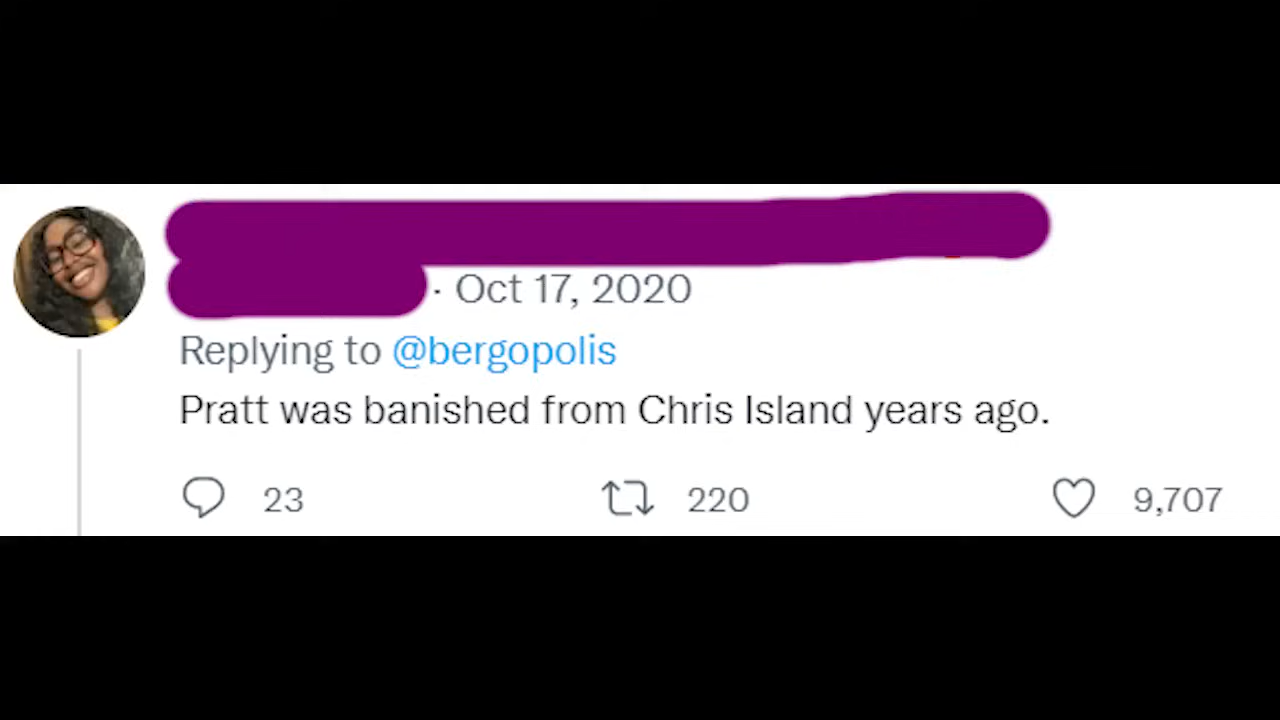 · Oct 17, 2020
Replying to @bergopolis
Pratt was banished from Chris Island years ago.
23 220 9,707